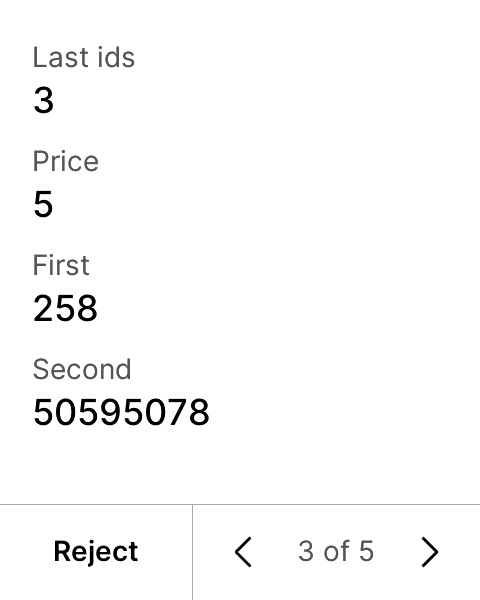 Last ids
3
Price
5
First
258
Second
50595078
Reject
3 of 5